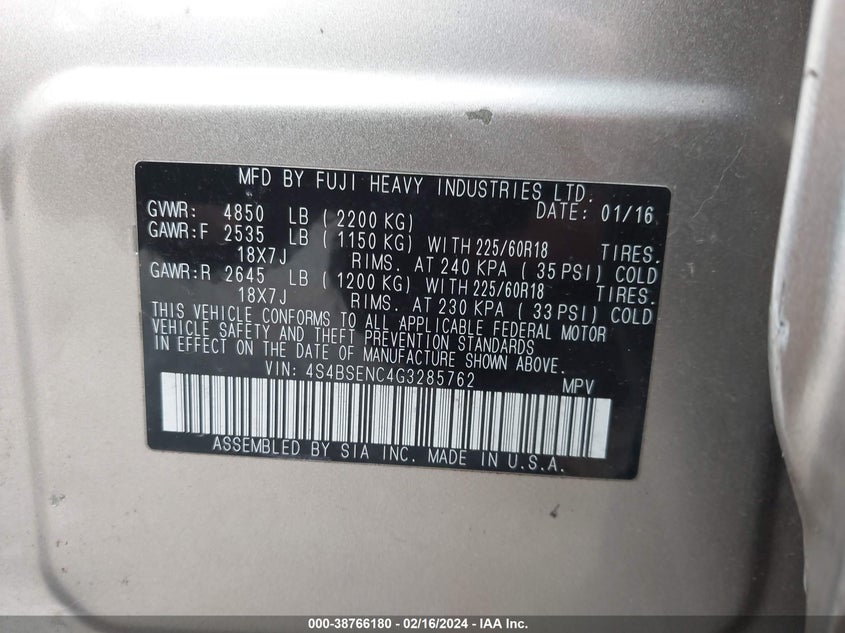 MFD BY FUJI HEAVY INDUSTRIES LTD.
DATE: 01/16
GVWR: 4850 LB ( 2200 KG)
GAWR:F 2535 LB ( 1150 KG) WITH 225/60R18 TIRES.
18X7J RIMS. AT 240 KPA ( 35 PSI) COLD
GAWR:R 2645 LB ( 1200 KG) WITH 225/60R18 TIRES.
18X7J RIMS. AT 230 KPA ( 33 PSI) COLD
THIS VEHICLE CONFORMS TO ALL APPLICABLE FEDERAL MOTOR
VEHICLE SAFETY AND THEFT PREVENTION STANDARDS
IN EFFECT ON THE DATE OF MANUFACTURE SHOWN ABOVE.
VIN: 4S4BSENC4G3285762 MPV
ASSEMBLED BY SIA INC. MADE IN U.S.A.
000-38766180 - 02/16/2024 - IAA Inc.